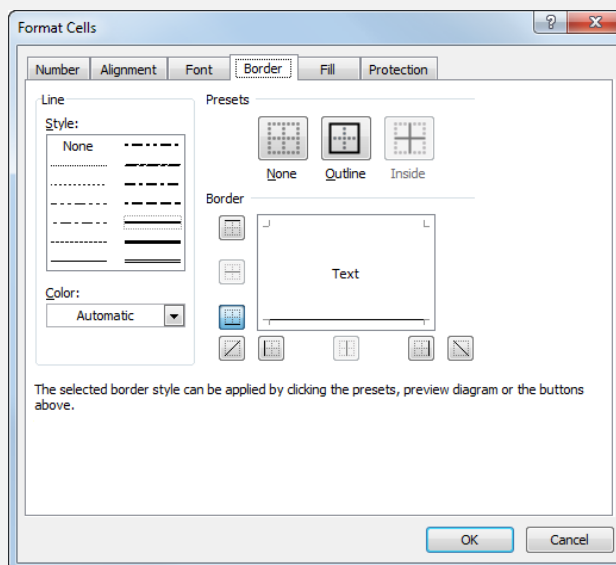 Format Cells
Number Alignment Font Border Fill Protection
Line
Style:
None
Color:
Automatic
Presets
None Outline Inside
Border
Text
The selected border style can be applied by clicking the presets, preview diagram or the buttons
above.
OK Cancel